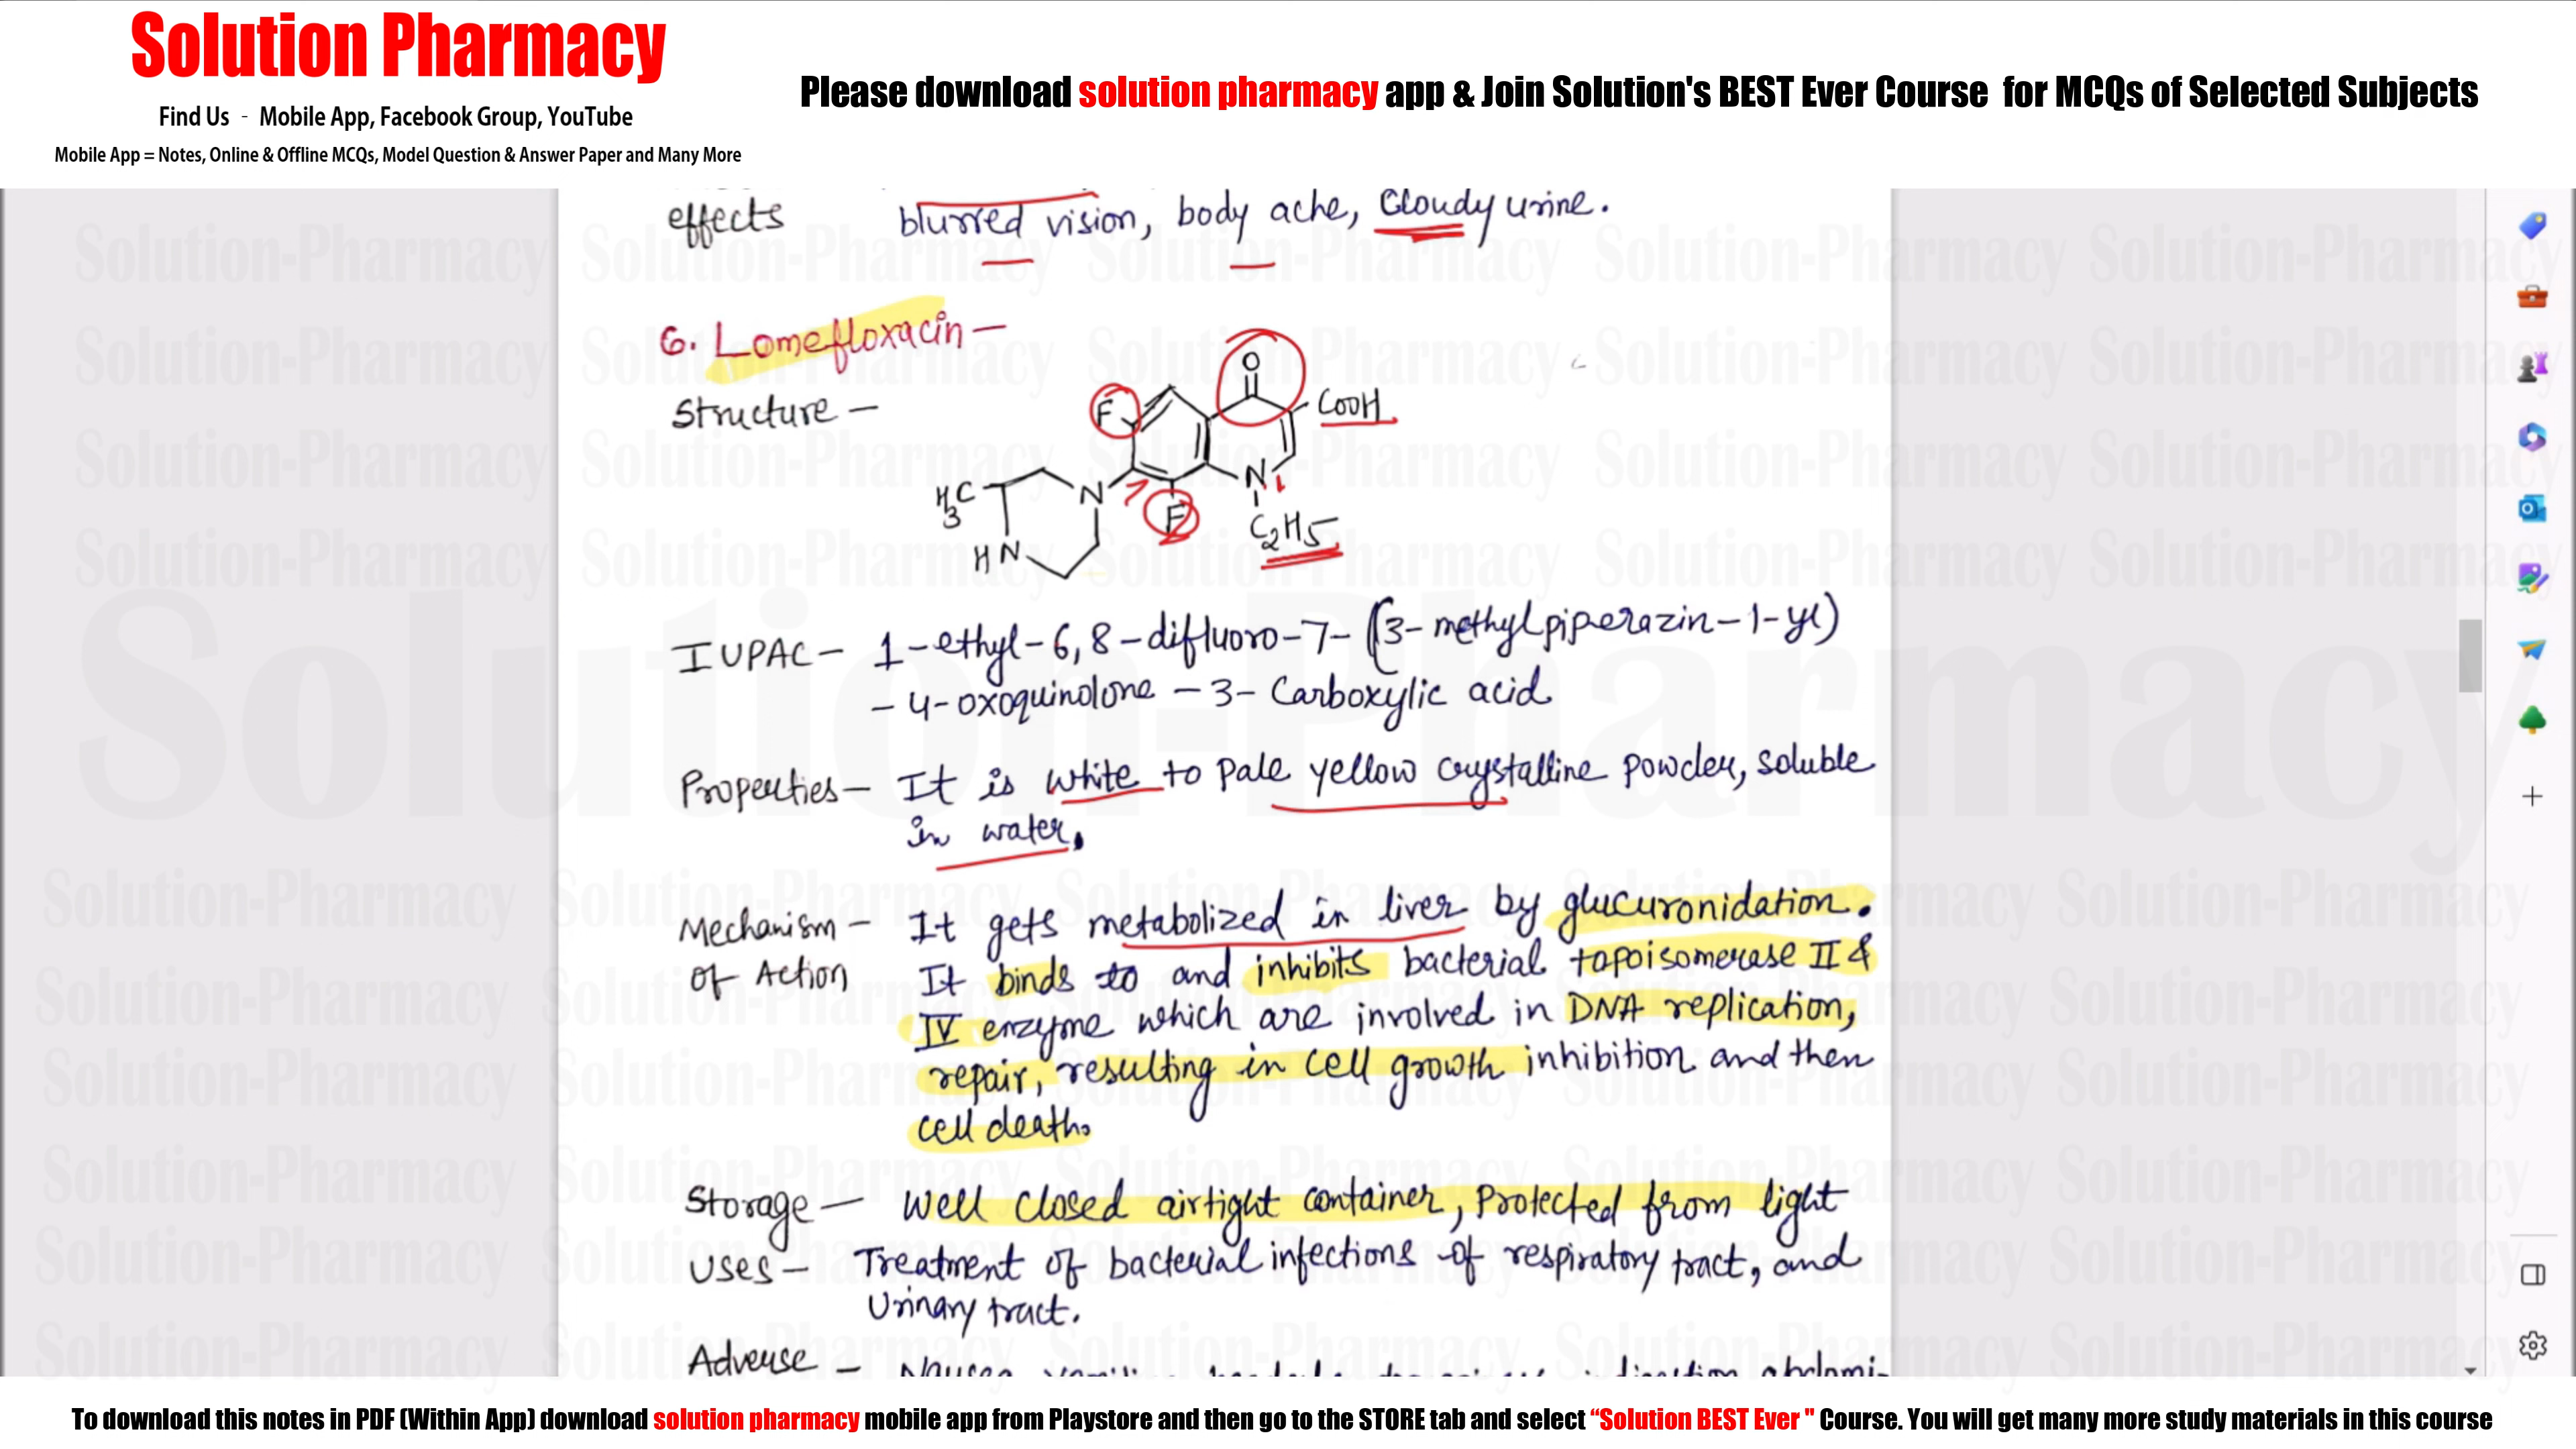 Solution Pharmacy
Find Us - Mobile App, Facebook Group, YouTube
Mobile App = Notes, Online & Offline MCQs, Model Question & Answer Paper and Many More
Please download solution pharmacy app & Join Solution's BEST Ever Course for MCQs of Selected Subjects
effects blurred vision, body ache, cloudy urine.
6. Lomefloxacin —
Structure —
O
F
COOH
H3C
N
N
F
HN
C2H5
IUPAC - 1-ethyl-6,8-difluoro-7-(3-methylpiperazin-1-yl)
-4-oxoquinolone-3-Carboxylic acid
Properties - It is white to pale yellow crystalline powder, soluble
in water.
Mechanism - It gets metabolized in liver by glucuronidation.
of Action It binds to and inhibits bacterial topoisomerase II &
IV enzyme which are involved in DNA replication,
repair, resulting in cell growth inhibition and then
cell death.
Storage — Well closed airtight container, Protected from light
Uses — Treatment of bacterial infections of respiratory tract, and
Urinary tract.
Adverse —
To download this notes in PDF (Within App) download solution pharmacy mobile app from Playstore and then go to the STORE tab and select “Solution BEST Ever " Course. You will get many more study materials in this course